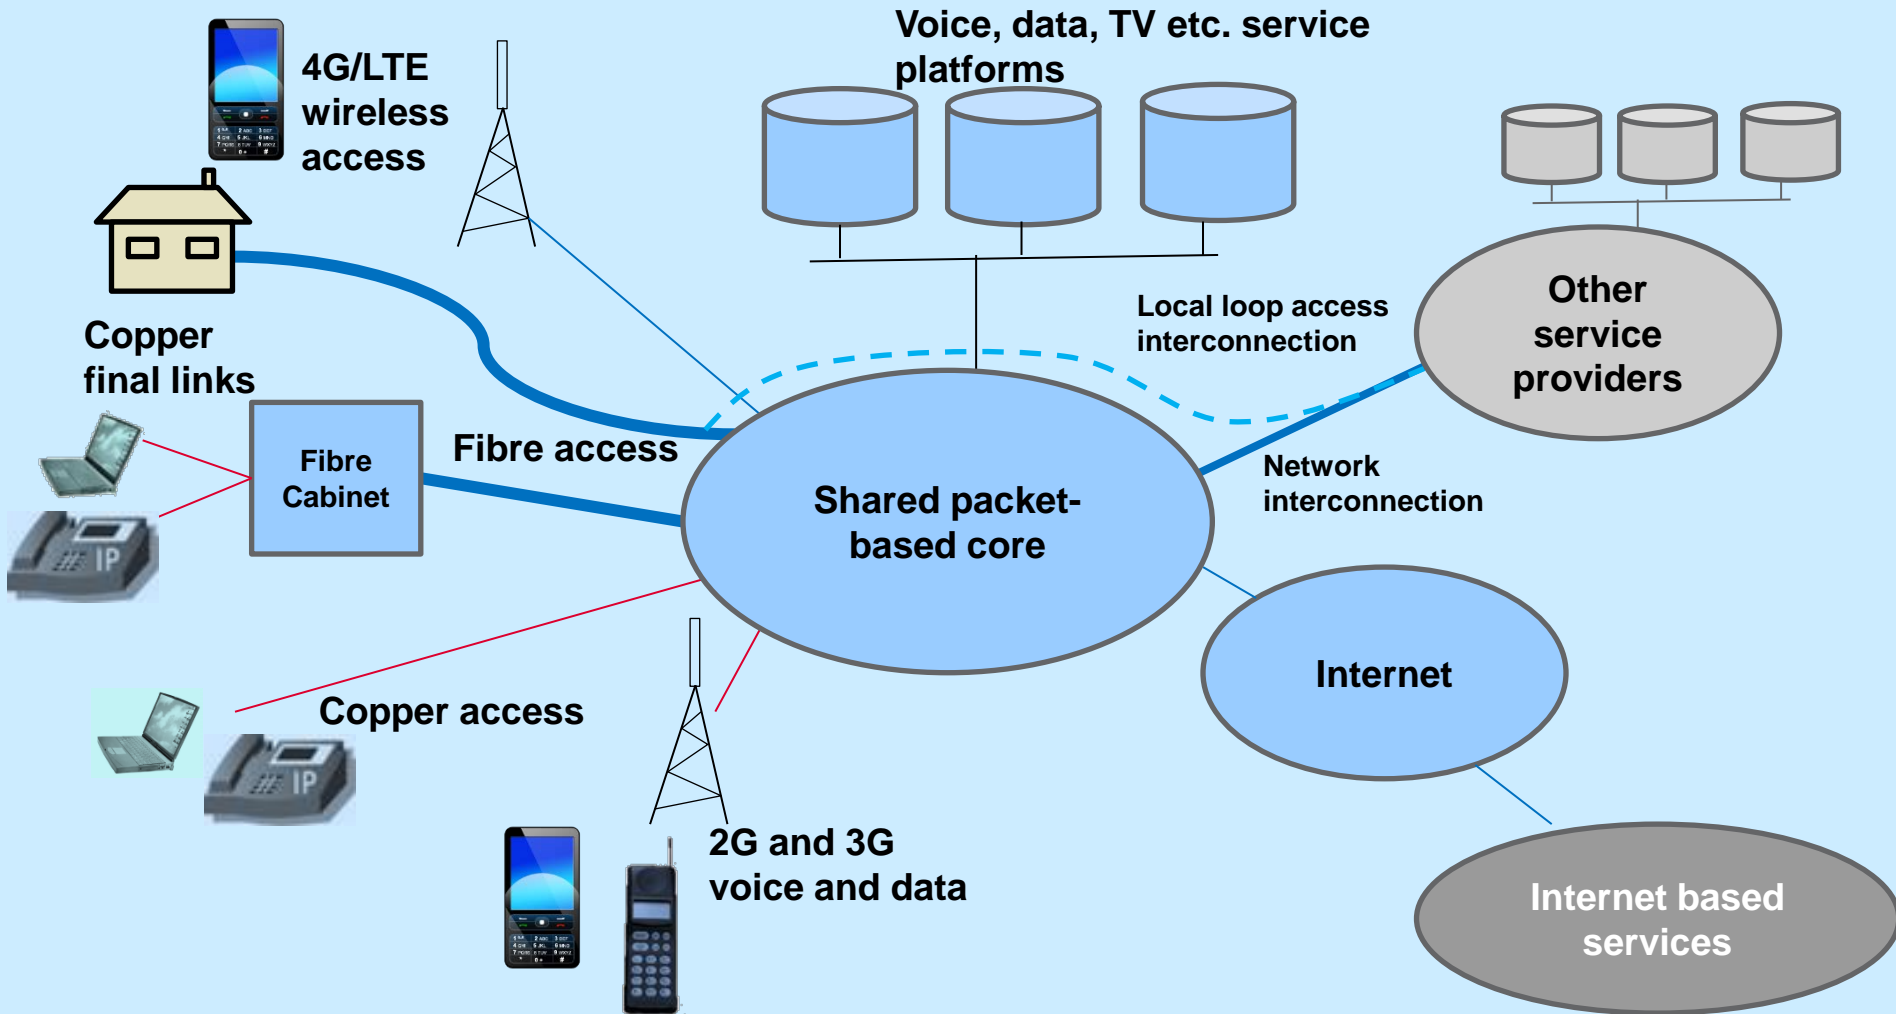 Voice, data, TV etc. service
platforms
4G/LTE
wireless
access
Other
service
providers
Local loop access
interconnection
Copper
final links
Fibre access
Fibre
Cabinet
Network
interconnection
Shared packet-
based core
IP
Internet
Copper access
IP
2G and 3G
voice and data
Internet based
services